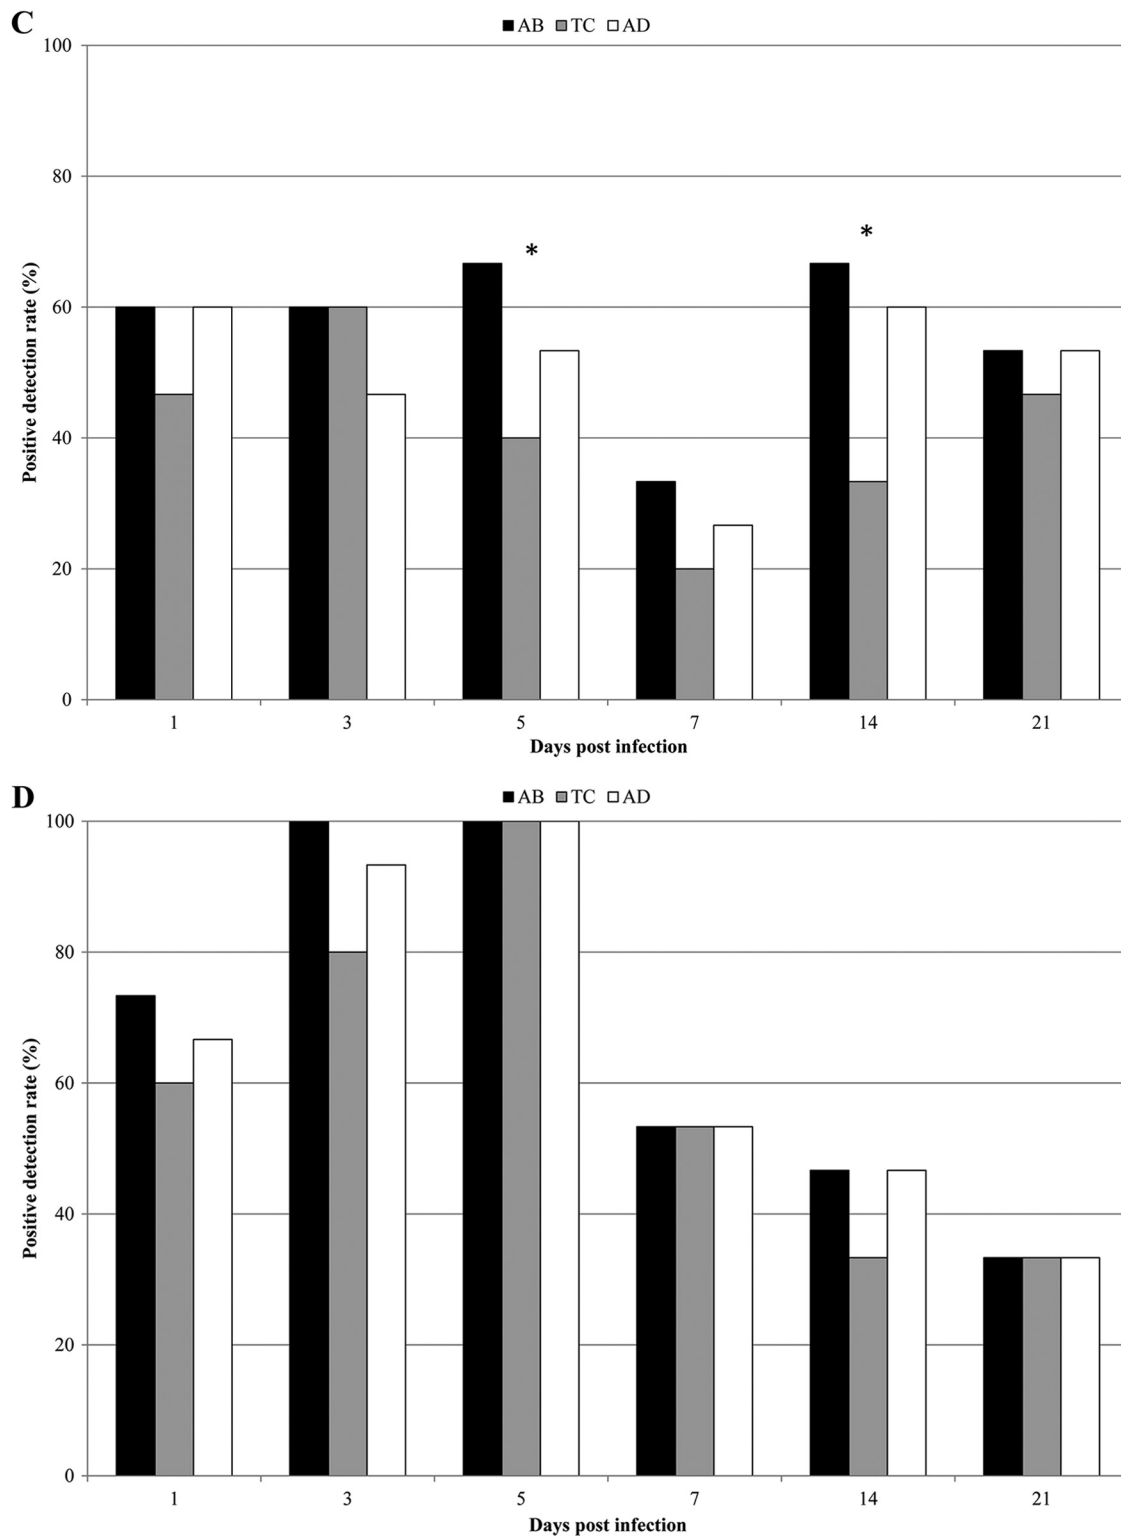 C
AB TC AD
100
80
60
40
20
0
Positive detection rate (%)
*
*
1 3 5 7 14 21
Days post infection
D
AB TC AD
100
80
60
40
20
0
Positive detection rate (%)
1 3 5 7 14 21
Days post infection